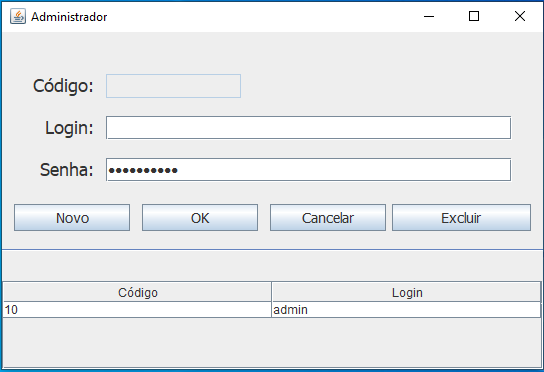 Administrador
Código:
Login:
Senha: ••••••••••
Novo OK Cancelar Excluir
Código Login
10 admin